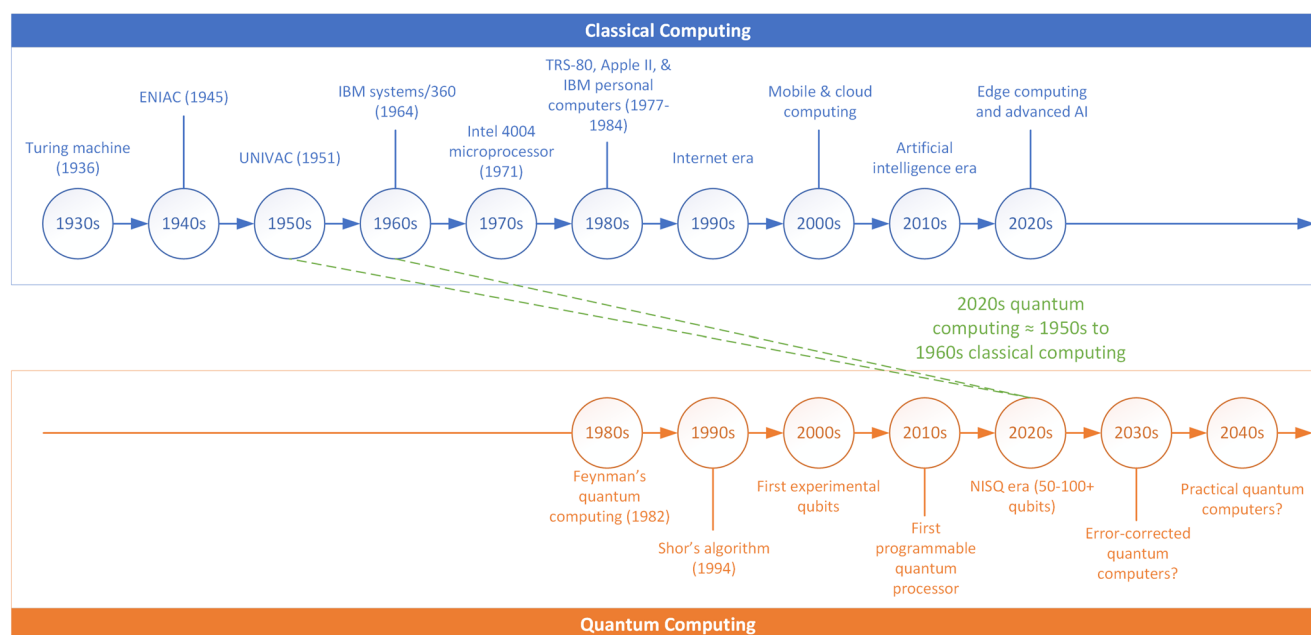 Classical Computing
Turing machine
(1936)
ENIAC (1945)
UNIVAC (1951)
IBM systems/360
(1964)
Intel 4004
microprocessor
(1971)
TRS-80, Apple II, &
IBM personal
computers (1977-
1984)
Internet era
Mobile & cloud
computing
Artificial
intelligence era
Edge computing
and advanced AI
1930s
1940s
1950s
1960s
1970s
1980s
1990s
2000s
2010s
2020s
2020s quantum
computing ≈ 1950s to
1960s classical computing
1980s
1990s
2000s
2010s
2020s
2030s
2040s
Feynman's
quantum
computing (1982)
Shor's algorithm
(1994)
First experimental
qubits
First
programmable
quantum
processor
NISQ era (50-100+
qubits)
Error-corrected
quantum
computers?
Practical quantum
computers?
Quantum Computing